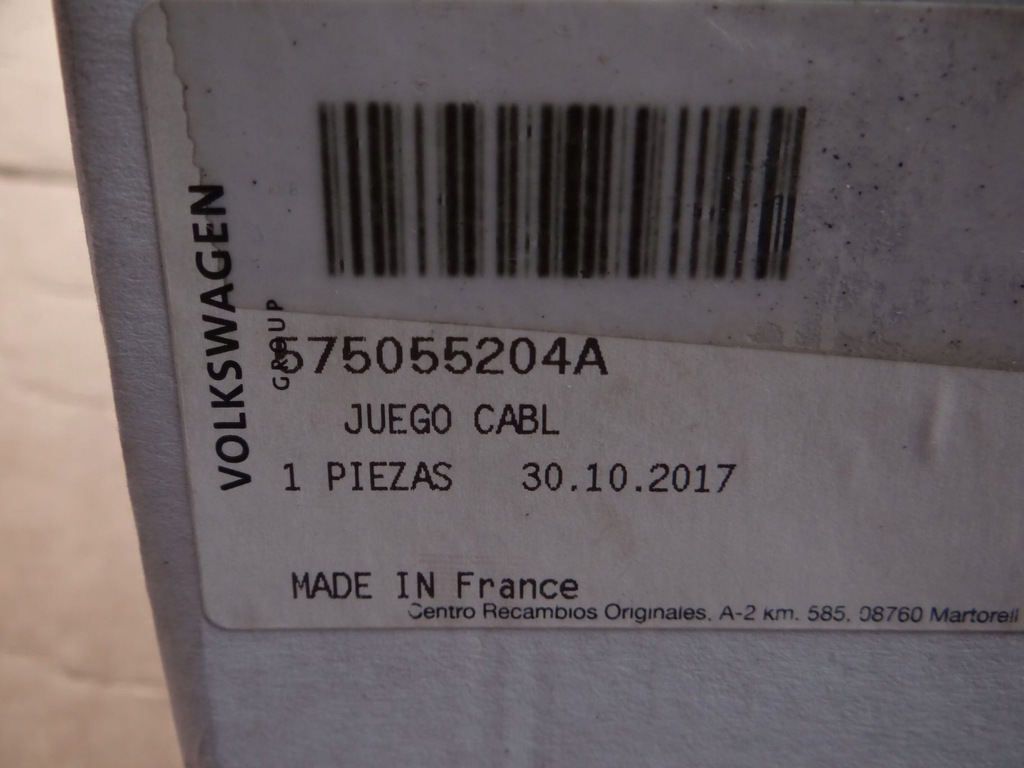 VOLKSWAGEN
GROUP
575055204A
JUEGO CABL
1 PIEZAS 30.10.2017
MADE IN France
Centro Recambios Originales. A-2 km. 585. 08760 Martorell